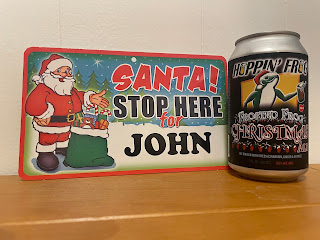 SANTA!
STOP HERE
for
JOHN
HOPPIN' FROG
FROSTED FROG
CHRISTMAS
ALE